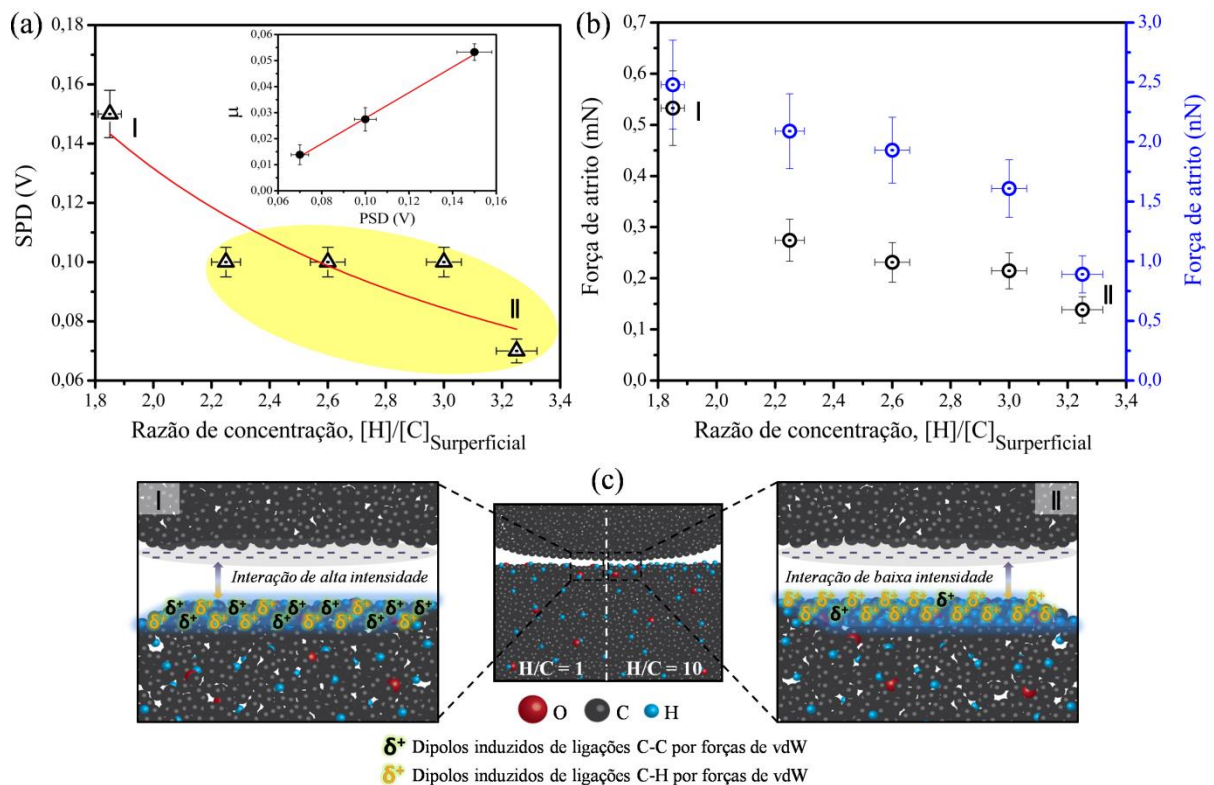 (a)
0,18
0,16
0,14
0,12
0,10
0,08
0,06
SPD (V)
1,8 2,0 2,2 2,4 2,6 2,8 3,0 3,2 3,4
Razão de concentração, [H]/[C]Surperficial
I
II
0,06
0,05
0,04
0,03
0,02
0,01
0,00
μ
0,06 0,08 0,10 0,12 0,14 0,16
PSD (V)
(b)
0,7
0,6
0,5
0,4
0,3
0,2
0,1
0,0
Força de atrito (mN)
I
II
3,0
2,5
2,0
1,5
1,0
0,5
0,0
Força de atrito (nN)
1,8 2,0 2,2 2,4 2,6 2,8 3,0 3,2 3,4
Razão de concentração, [H]/[C]Surperficial
(c)
I
Interação de alta intensidade
δ+ δ+ δ+ δ+ δ+ δ+ δ+ δ+
δ+ δ+ δ+ δ+ δ+ δ+ δ+ δ+
H/C = 1 H/C = 10
II
Interação de baixa intensidade
δ+ δ+ δ+ δ+ δ+ δ+ δ+ δ+
δ+ δ+ δ+ δ+ δ+ δ+ δ+
O C H
δ+ Dipolos induzidos de ligações C-C por forças de vdW
δ+ Dipolos induzidos de ligações C-H por forças de vdW